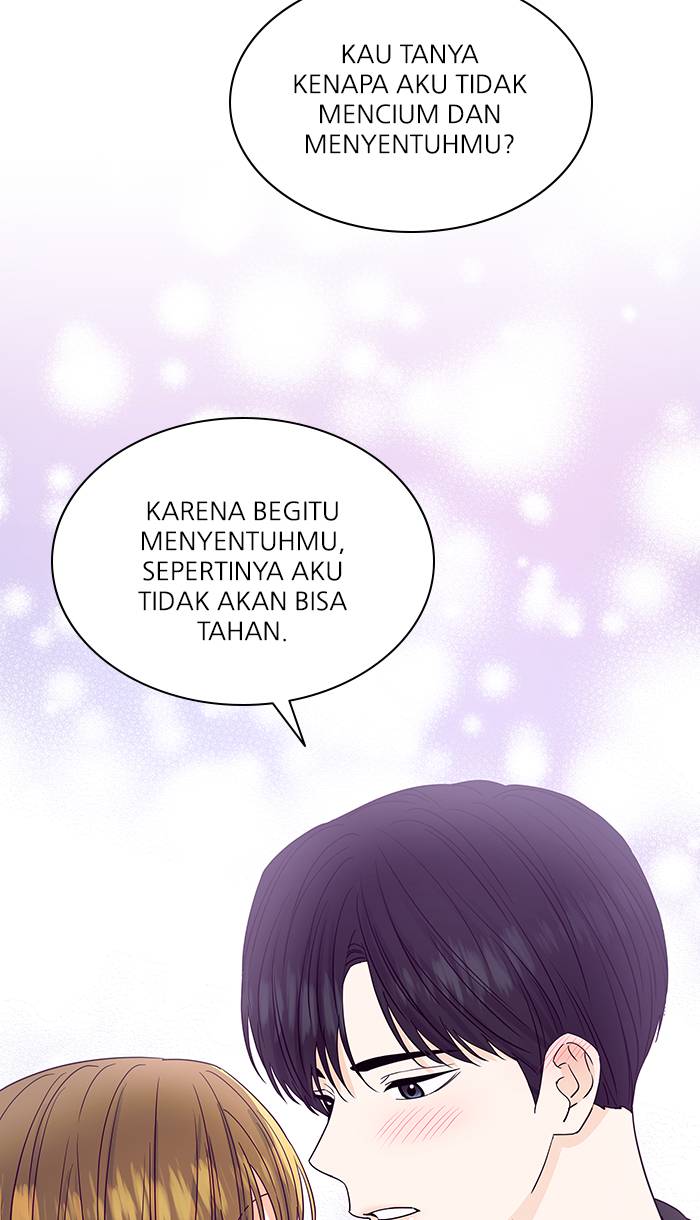 KAU TANYA
KENAPA AKU TIDAK
MENCIUM DAN
MENYENTUHMU?
KARENA BEGITU
MENYENTUHMU,
SEPERTINYA AKU
TIDAK AKAN BISA
TAHAN.